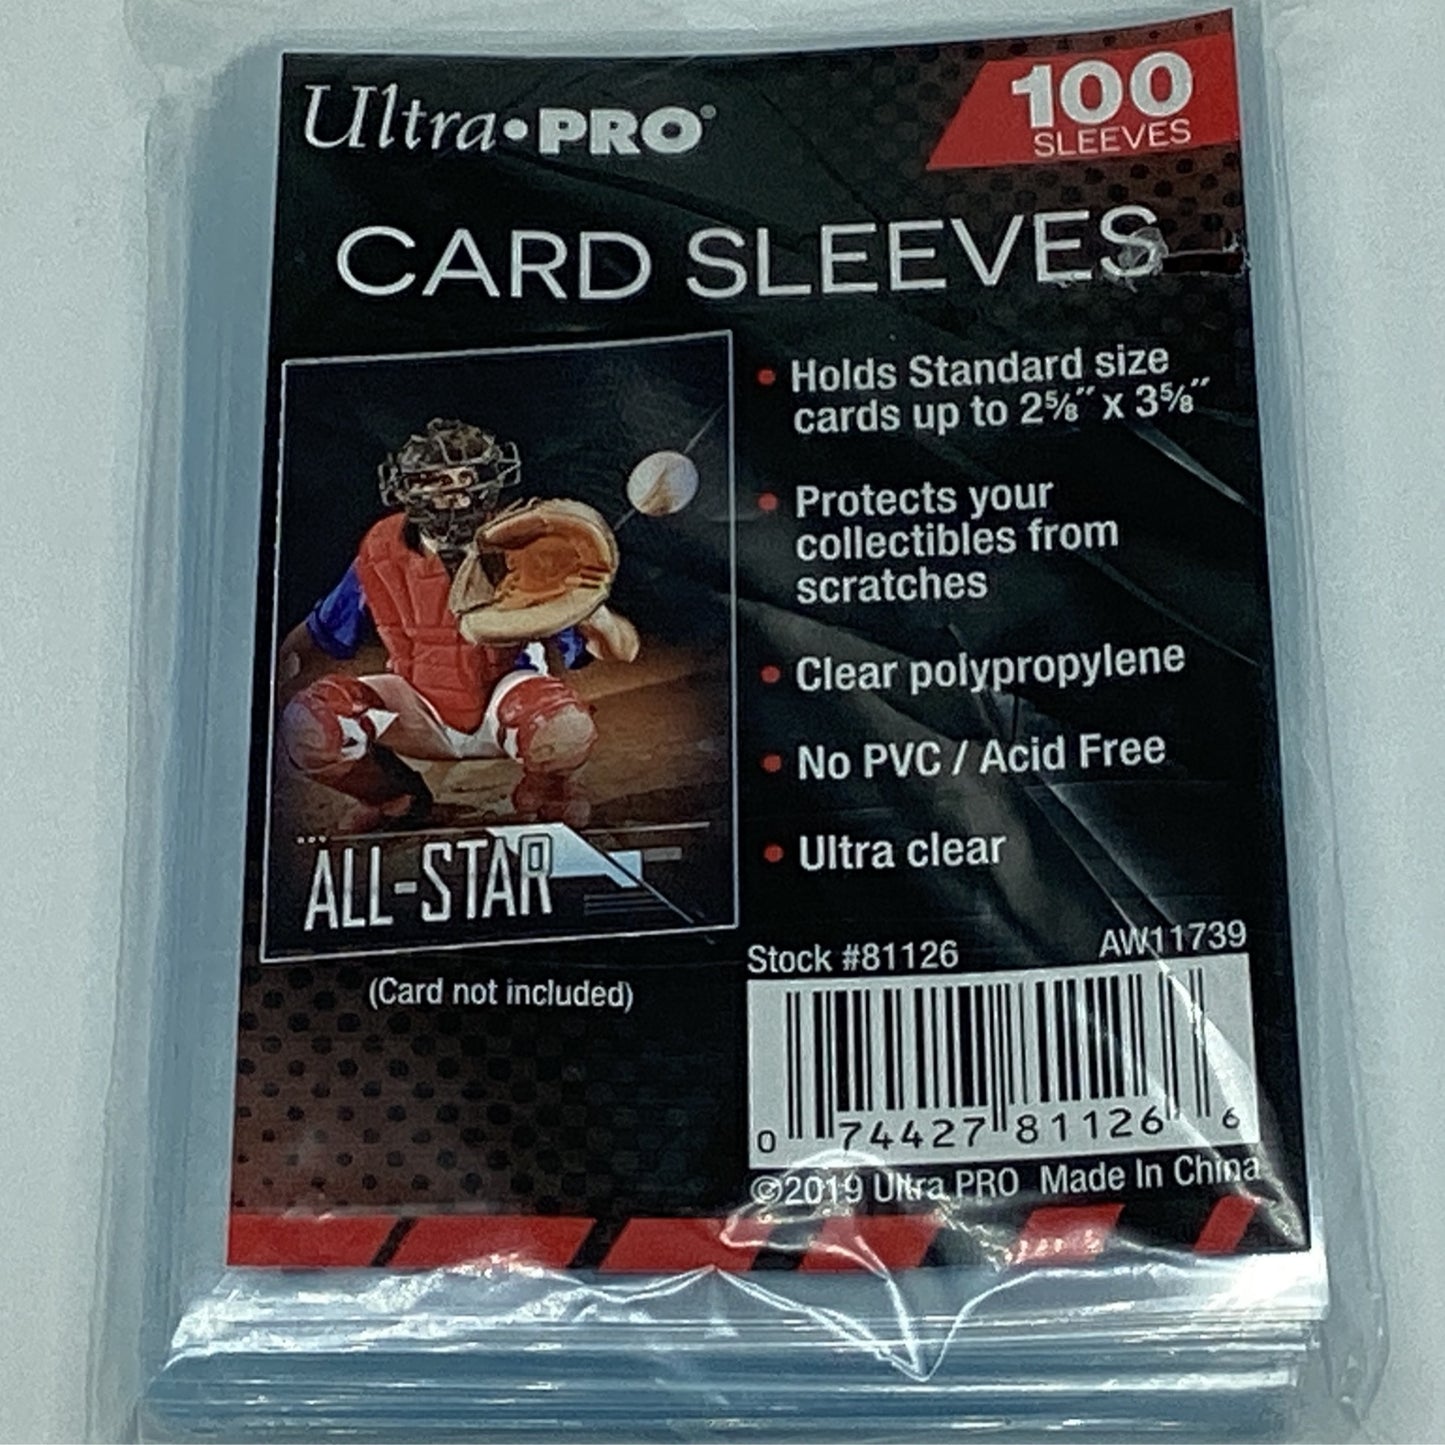 Ultra•PRO®
100
SLEEVES
CARD SLEEVES
• Holds Standard size
cards up to 2⅝″ x 3⅝″
• Protects your
collectibles from
scratches
• Clear polypropylene
• No PVC / Acid Free
• Ultra clear
ALL-STAR
(Card not included)
Stock #81126 AW11739
0 74427 81126 6
©2019 Ultra PRO Made In China